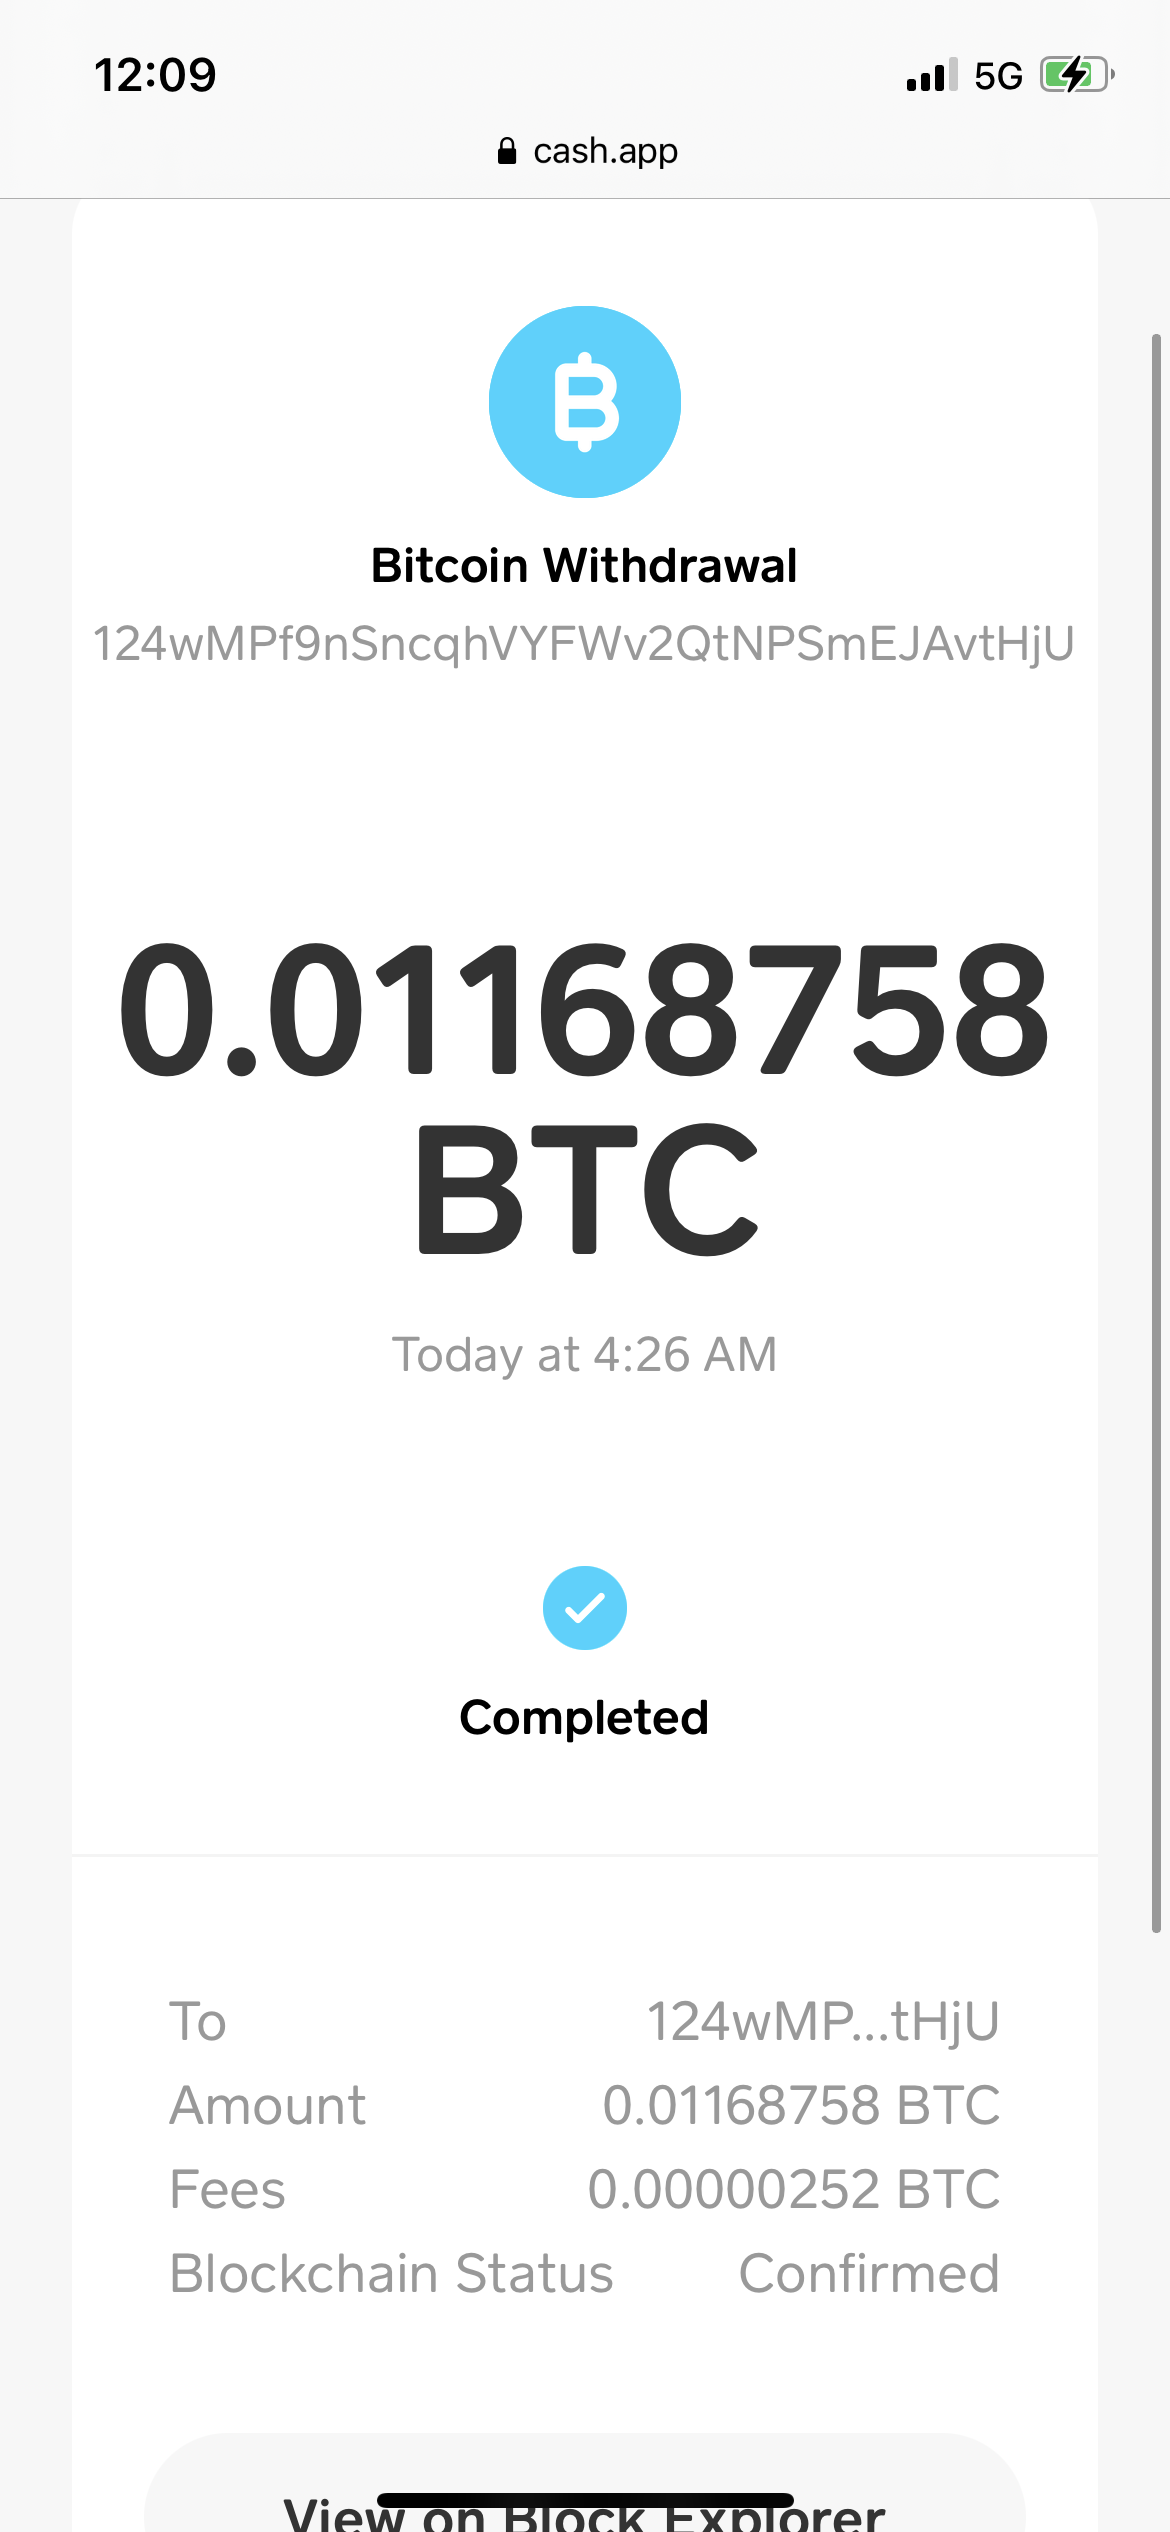 12:09
5G
cash.app
Bitcoin Withdrawal
124wMPf9nSncqhVYFWv2QtNPSmEJAvtHjU
0.01168758
BTC
Today at 4:26 AM
Completed
To 124wMP...tHjU
Amount 0.01168758 BTC
Fees 0.00000252 BTC
Blockchain Status Confirmed
View on Block Explorer